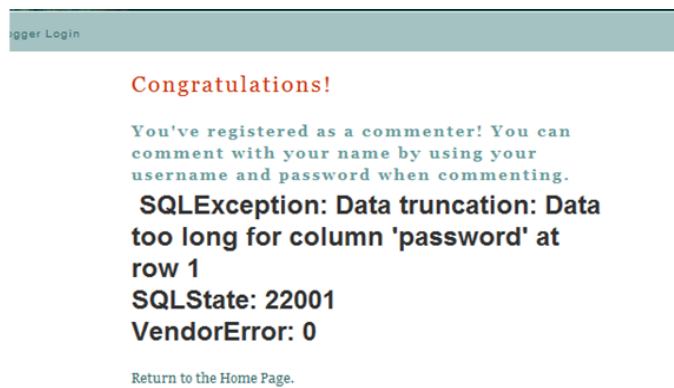 ogger Login
Congratulations!
You've registered as a commenter! You can
comment with your name by using your
username and password when commenting.
SQLException: Data truncation: Data
too long for column 'password' at
row 1
SQLState: 22001
VendorError: 0
Return to the Home Page.